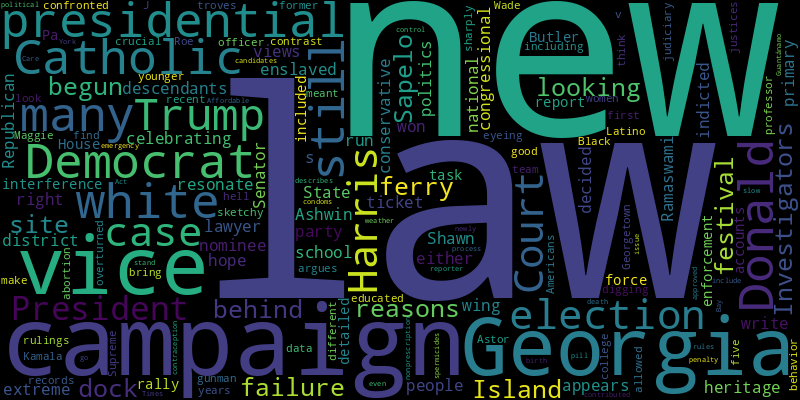 political
confronted
troves
former
J
presidential
new
Wade
v
judiciary
justices
Guantánamo
Pa
crucial
Roe
officer
contrast
York
control
Butler
including
sharply
national
congressional
think
Catholic
Care
views
candidates
still
conservative
Sapelo
politics
women
indicted
primary
younger
enslaved
looking
begun
descendants
report
Republican
look
many
recent
Affordable
Trump
meant
included
won
eyeing
first
professor
Maggie
find
emergency
celebrating
run
Latino
House
Black
law
Democrat
Senator
s
Harris
good
decided
Ramaswami
Donald
Investigators
interference
resonate
describes
task
team
festival
slow
right
white
hell
State
condoms
ferry
Court
Georgetown
site
sketchy
Ashwin
ticket
Americans
issue
accounts
case
lawyer
party
weather
Shawn
namely
process
enforcement
district
overturned
nominee
school
either
reporter
digging
vice
hope
argues
abortion
stand
bring
force
approved
include
make
educated
death
President
behind
reasons
wing
election
Bay
write
campaign
Georgia
rulings
data
different
detailed
nonprescription
spermicides
Astor
college
rules
penalty
five
behavior
Kamala
go
Supreme
contraception
birth
pill
allowed
records
extreme
dock
rally
gunman
years
failure
even
people
Island
appears
heritage
Act
Times
contributed